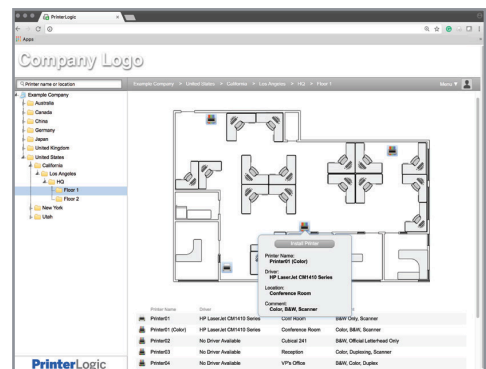 PrinterLogic
Apps
Company Logo
Printer name or location
Example Company > United States > California > Los Angeles > HQ > Floor 1
Menu
Example Company
Australia
Canada
China
Germany
Japan
United Kingdom
United States
California
Los Angeles
HQ
Floor 1
Floor 2
New York
Utah
Install Printer
Printer Name:
Printer01 (Color)
Driver:
HP LaserJet CM1410 Series
Location:
Conference Room
Comment:
Color, B&W, Scanner
Printer Name Driver
Printer01 HP LaserJet CM1410 Series Copy Room B&W Only, Scanner
Printer01 (Color) HP LaserJet CM1410 Series Conference Room Color, B&W, Scanner
Printer02 No Driver Available Cubical 241 B&W, Official Letterhead Only
Printer03 No Driver Available Reception Color, Duplexing, Scanner
Printer04 No Driver Available VP's Office B&W, Color, Duplex
PrinterLogic